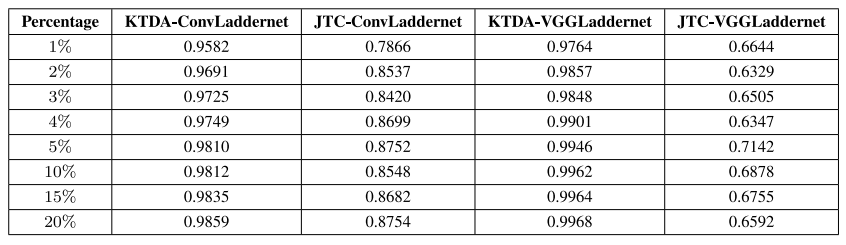 Percentage KTDA-ConvLaddernet JTC-ConvLaddernet KTDA-VGGLaddernet JTC-VGGLaddernet
1% 0.9582 0.7866 0.9764 0.6644
2% 0.9691 0.8537 0.9857 0.6329
3% 0.9725 0.8420 0.9848 0.6505
4% 0.9749 0.8699 0.9901 0.6347
5% 0.9810 0.8752 0.9946 0.7142
10% 0.9812 0.8548 0.9962 0.6878
15% 0.9835 0.8682 0.9964 0.6755
20% 0.9859 0.8754 0.9968 0.6592